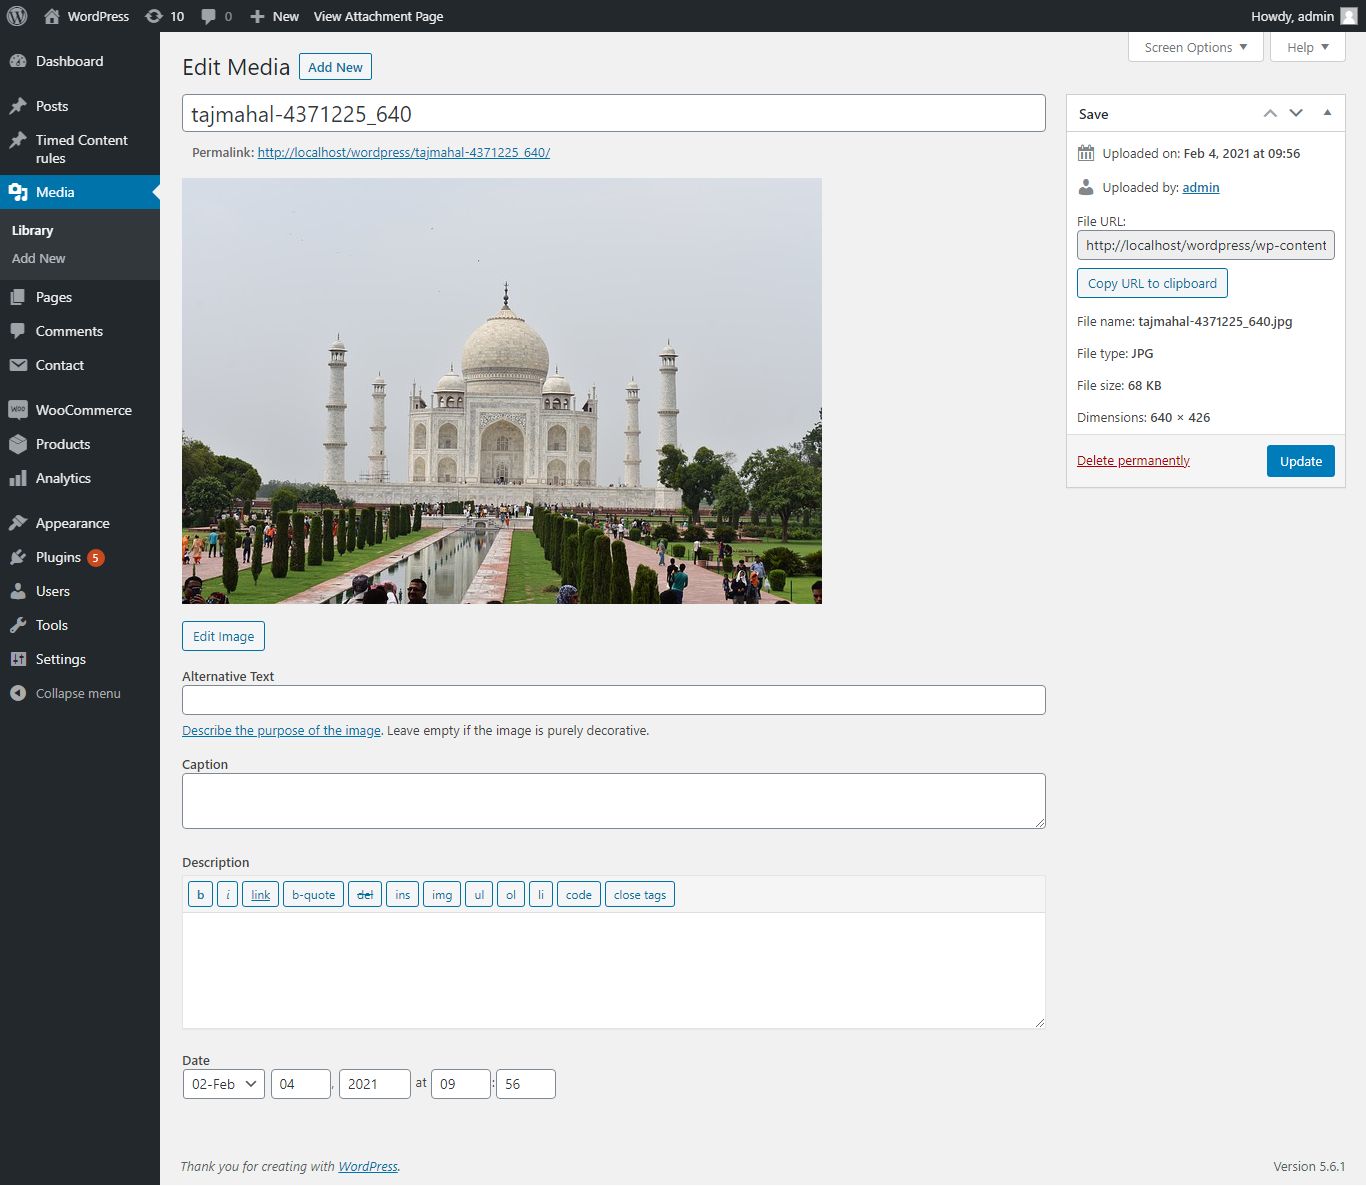 WordPress 10 0 New View Attachment Page Howdy, admin
Screen Options Help
Dashboard
Posts
Timed Content
rules
Media
Library
Add New
Pages
Comments
Contact
WooCommerce
Products
Analytics
Appearance
Plugins 5
Users
Tools
Settings
Collapse menu
Edit Media Add New
tajmahal-4371225_640
Permalink: http://localhost/wordpress/tajmahal-4371225_640/
Edit Image
Alternative Text
Describe the purpose of the image. Leave empty if the image is purely decorative.
Caption
Description
b i link b-quote del ins img ul ol li code close tags
Date
02-Feb 04 , 2021 at 09 : 56
Save
Uploaded on: Feb 4, 2021 at 09:56
Uploaded by: admin
File URL:
http://localhost/wordpress/wp-content
Copy URL to clipboard
File name: tajmahal-4371225_640.jpg
File type: JPG
File size: 68 KB
Dimensions: 640 × 426
Delete permanently Update
Thank you for creating with WordPress. Version 5.6.1